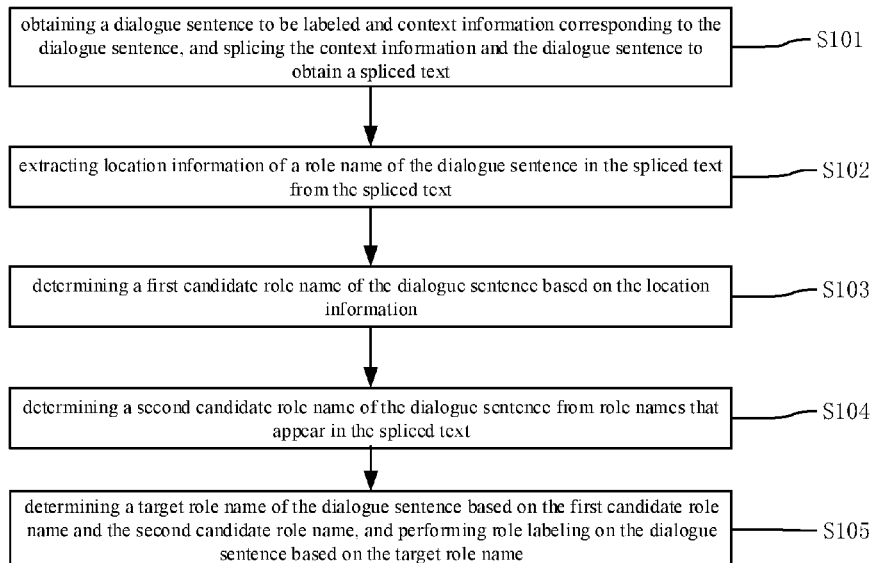 obtaining a dialogue sentence to be labeled and context information corresponding to
the dialogue sentence, and splicing the context information and the dialogue sentence to
obtain a spliced text
S101
extracting location information of a role name of the dialogue sentence in the spliced text
from the spliced text
S102
determining a first candidate role name of the dialogue sentence based on the location
information
S103
determining a second candidate role name of the dialogue sentence from role names that
appear in the spliced text
S104
determining a target role name of the dialogue sentence based on the first candidate role
name and the second candidate role name, and performing role labeling on the dialogue
sentence based on the target role name
S105